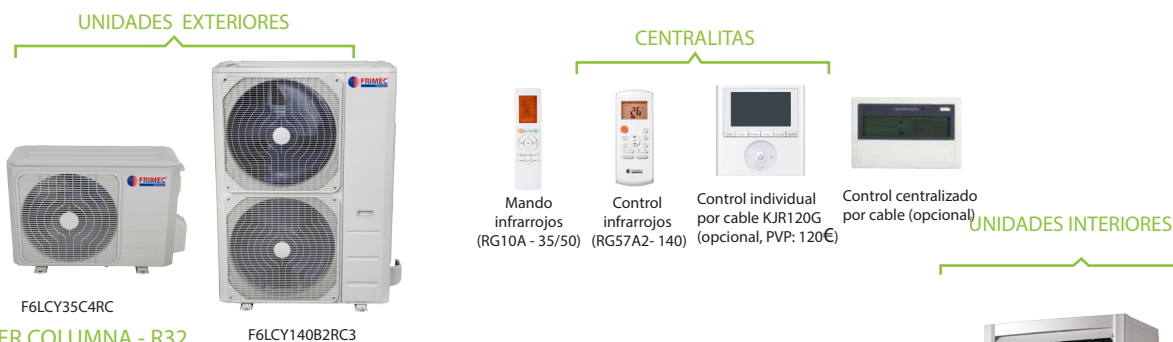 UNIDADES EXTERIORES
FRIMEC
FRIMEC
F6LCY35C4RC
F6LCY140B2RC3
ER COLUMNA - R32
CENTRALITAS
26°
Mando
infrarrojos
(RG10A - 35/50)
Control
infrarrojos
(RG57A2- 140)
Control individual
por cable KJR120G
(opcional, PVP: 120€)
Control centralizado
por cable (opcional)
UNIDADES INTERIORES